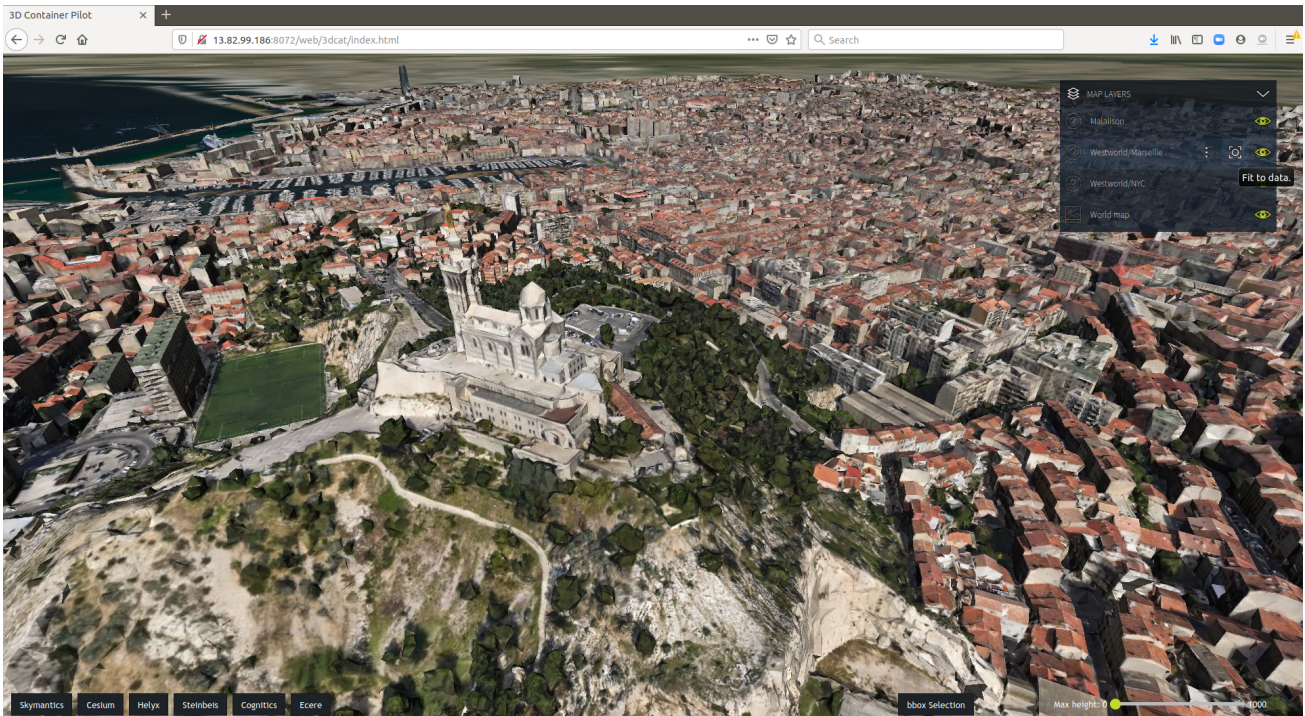 3D Container Pilot
13.82.99.186:8072/web/3dcat/index.html
Search
MAP LAYERS
Malalison
Westworld/Marseille
Fit to data.
Westworld/NYC
World map
Skymantics Cesium Helyx Steinbeis Cognitics Ecere
bbox Selection
Max height: 0 1000